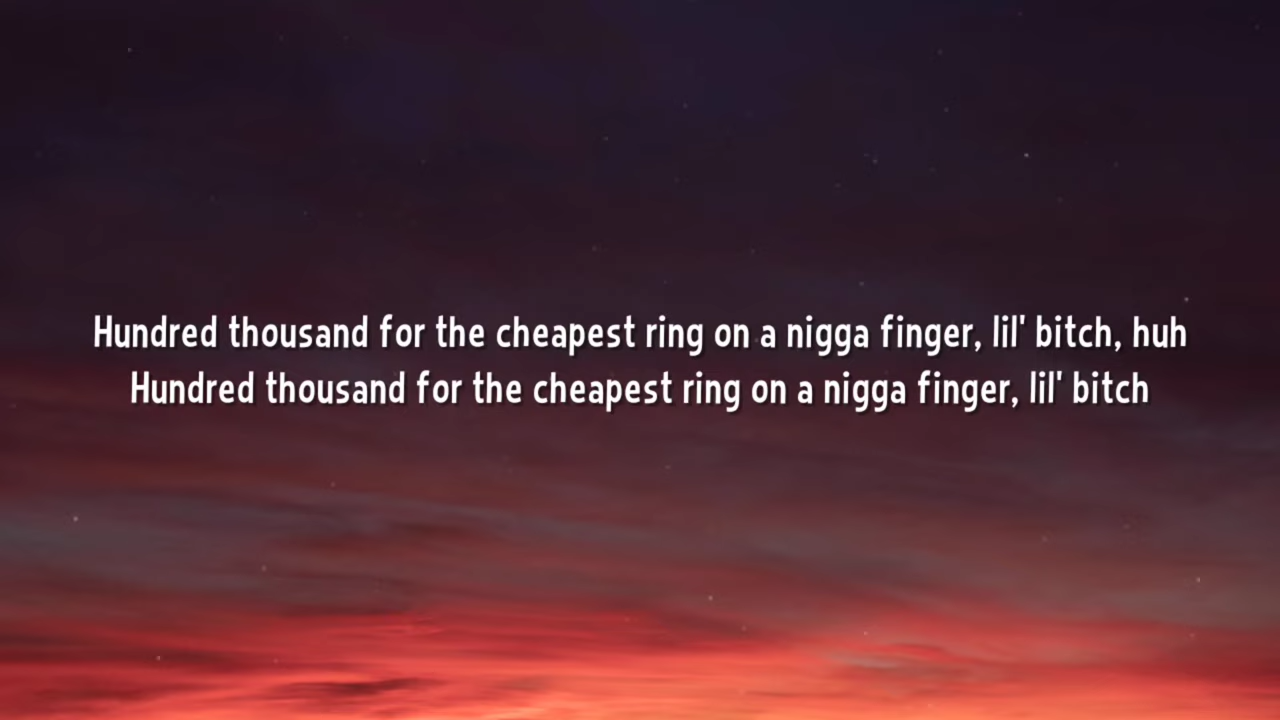 Hundred thousand for the cheapest ring on a nigga finger, lil' bitch, huh
Hundred thousand for the cheapest ring on a nigga finger, lil' bitch